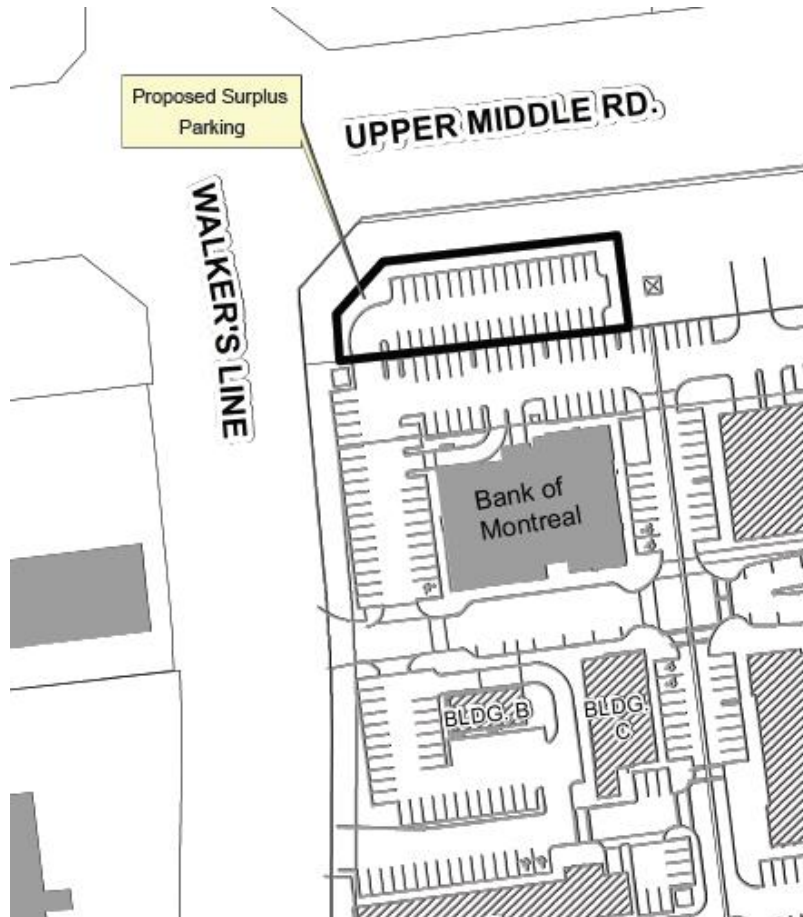 Proposed Surplus
Parking
UPPER MIDDLE RD.
WALKER'S LINE
Bank of
Montreal
BLDG. B
BLDG.
C